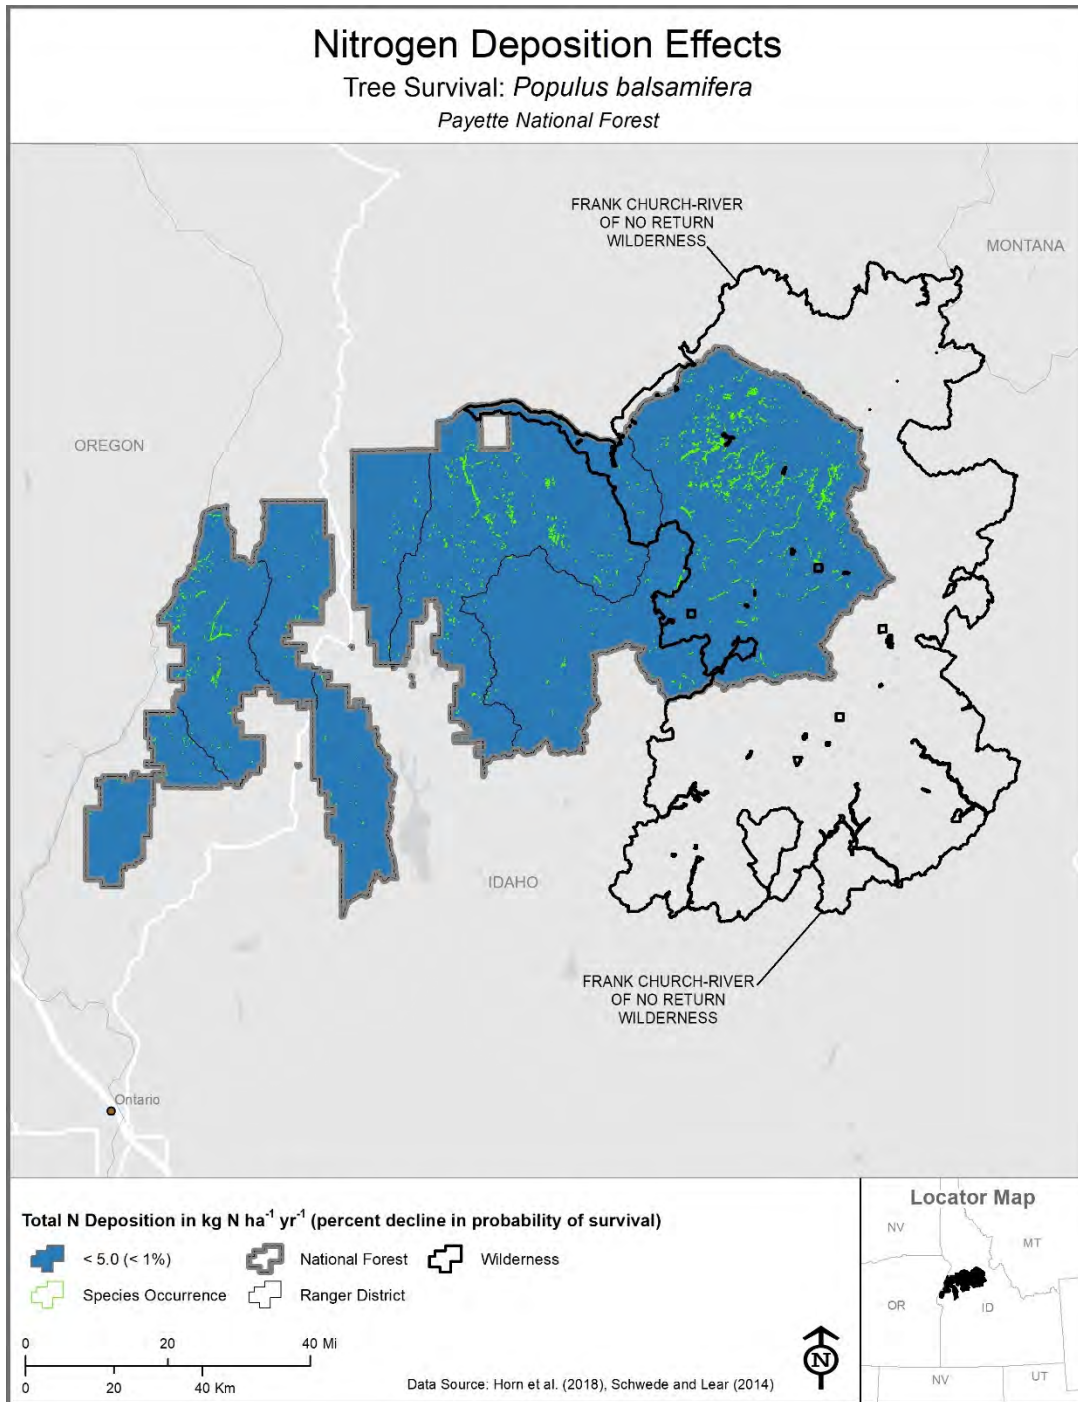 Nitrogen Deposition Effects
Tree Survival: Populus balsamifera
Payette National Forest
FRANK CHURCH-RIVER
OF NO RETURN
WILDERNESS
MONTANA
OREGON
IDAHO
FRANK CHURCH-RIVER
OF NO RETURN
WILDERNESS
Ontario
Total N Deposition in kg N ha⁻¹ yr⁻¹ (percent decline in probability of survival)
< 5.0 (< 1%)
National Forest
Wilderness
Species Occurrence
Ranger District
0 20 40 Mi
0 20 40 Km
Data Source: Horn et al. (2018), Schwede and Lear (2014)
N
Locator Map
NV
MT
OR
ID
NV
UT